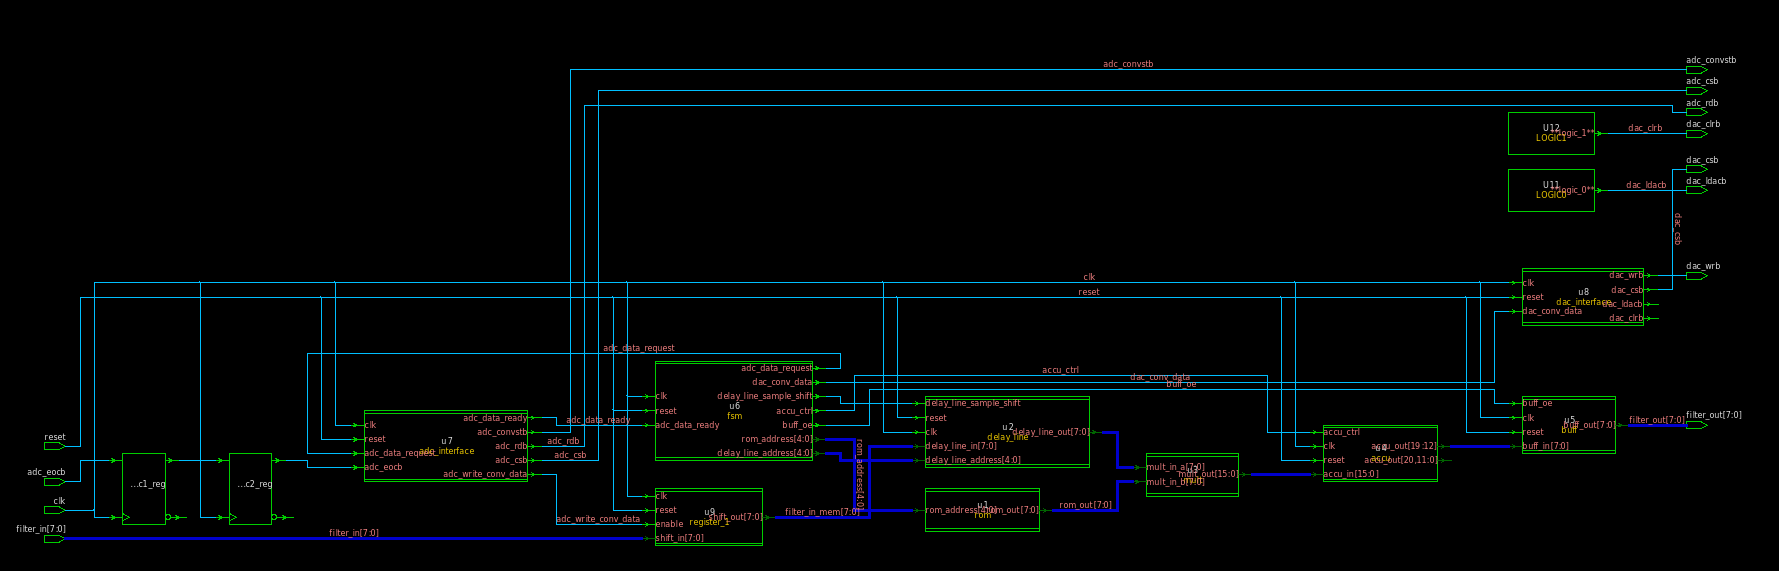 adc_convstb
adc_convstb
adc_csb
adc_rdb
U12
**logic_1**
LOGIC1
dac_clrb
dac_clrb
dac_csb
U11
**logic_0**
LOGIC0
dac_ldacb
dac_ldacb
dac_csb
dac_wrb
clk
reset
u8
dac_interface
clk
reset
dac_conv_data
dac_wrb
dac_csb
dac_ldacb
dac_clrb
adc_data_request
accu_ctrl
dac_conv_data
buff_oe
u6
fsm
clk
reset
adc_data_ready
adc_data_request
dac_conv_data
delay_line_sample_shift
accu_ctrl
buff_oe
rom_address[4:0]
delay_line_address[4:0]
rom_address[4:0]
u7
adc_interface
clk
reset
adc_data_request
adc_eocb
adc_data_ready
adc_convstb
adc_rdb
adc_csb
adc_write_conv_data
adc_data_ready
adc_rdb
adc_csb
adc_write_conv_data
u2
delay_line
delay_line_sample_shift
reset
clk
delay_line_in[7:0]
delay_line_address[4:0]
delay_line_out[7:0]
u5
buff
buff_oe
clk
reset
buff_in[7:0]
buff_out[7:0]
filter_out[7:0]
filter_out[7:0]
u4
accu
accu_ctrl
clk
reset
accu_in[15:0]
accu_out[19:12]
accu_out[20,11:0]
u3
mult
mult_in_a[7:0]
mult_in_b[7:0]
mult_out[15:0]
u1
rom
rom_address[4:0]
rom_out[7:0]
rom_out[7:0]
u9
register_1
clk
reset
enable
shift_in[7:0]
shift_out[7:0]
filter_in_mem[7:0]
reset
adc_eocb
clk
filter_in[7:0]
filter_in[7:0]
...c1_reg
...c2_reg